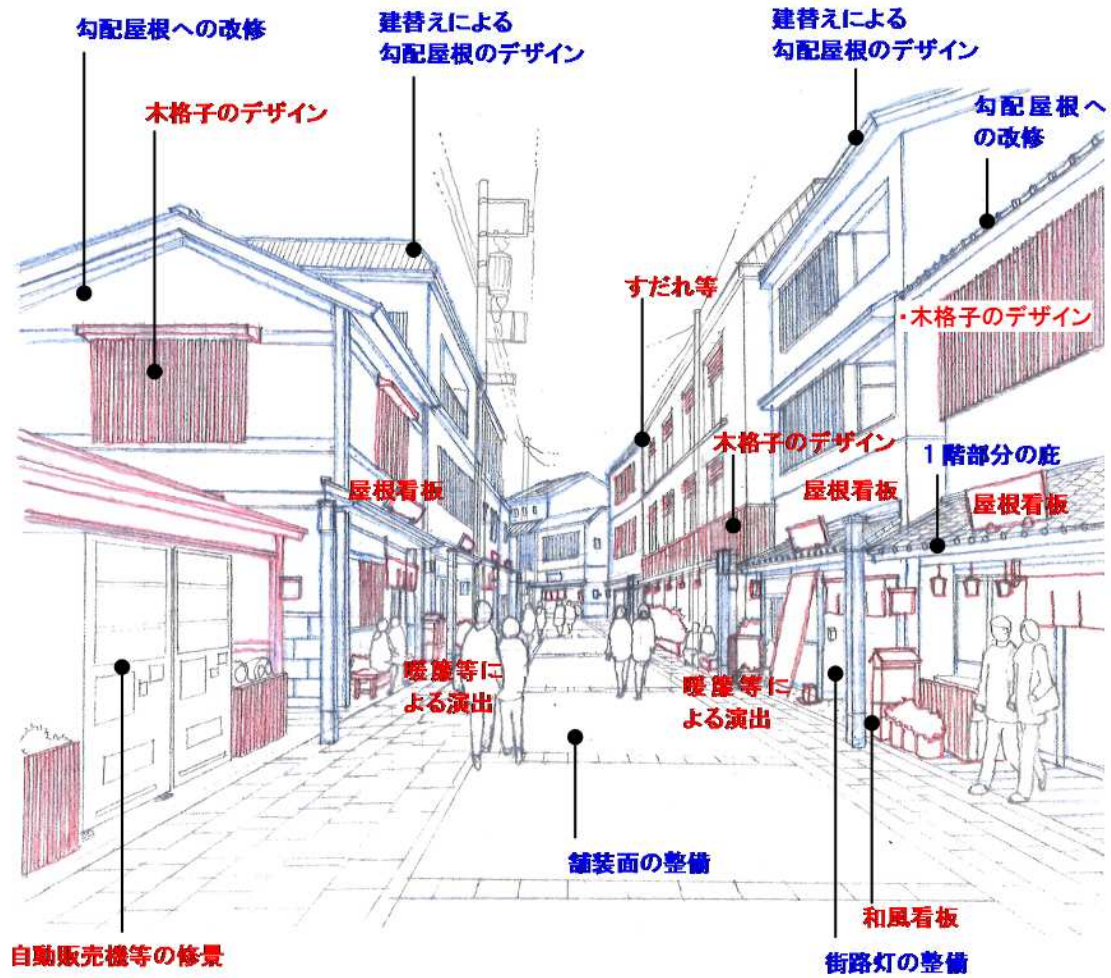 勾配屋根への改修
建替えによる
勾配屋根のデザイン
建替えによる
勾配屋根のデザイン
木格子のデザイン
勾配屋根へ
の改修
すだれ等
・木格子のデザイン
木格子のデザイン
1階部分の庇
屋根看板
屋根看板
屋根看板
暖簾等に
よる演出
暖簾等に
よる演出
舗装面の整備
和風看板
自動販売機等の修景
街路灯の整備